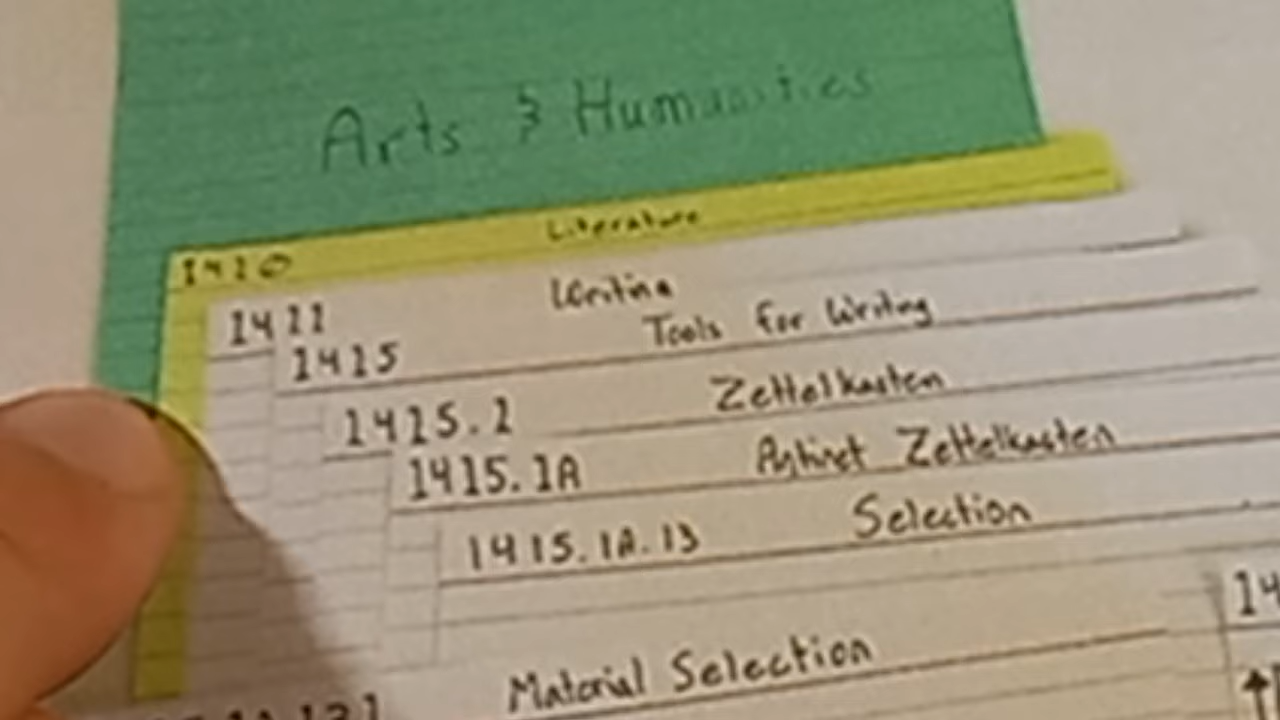 Arts & Humanities
1410 Literature
1411 Writing
1415 Tools for Writing
1415.1 Zettelkasten
1415.1A Zettelkasten
1415.1A.13 Selection
Material Selection
14